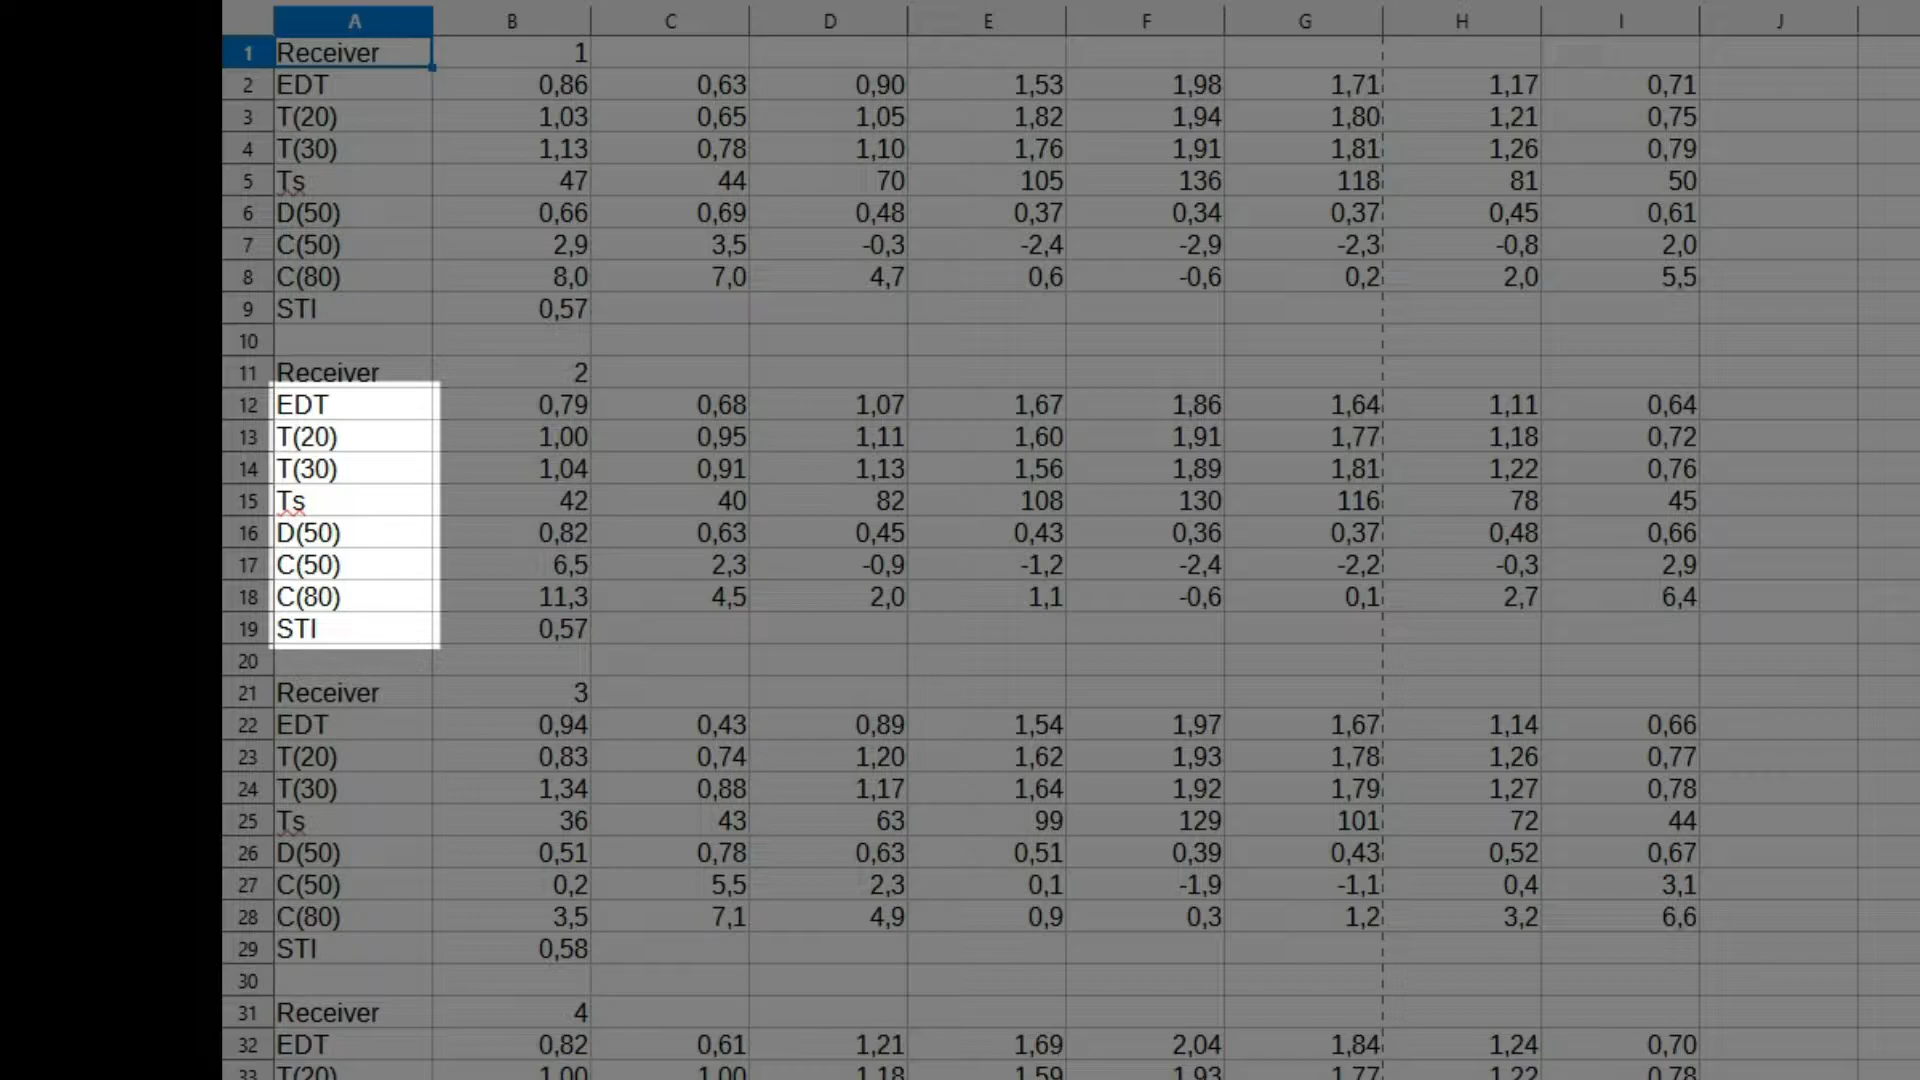 A B C D E F G H I J
1 Receiver 1
2 EDT 0,86 0,63 0,90 1,53 1,98 1,71 1,17 0,71
3 T(20) 1,03 0,65 1,05 1,82 1,94 1,80 1,21 0,75
4 T(30) 1,13 0,78 1,10 1,76 1,91 1,81 1,26 0,79
5 Ts 47 44 70 105 136 118 81 50
6 D(50) 0,66 0,69 0,48 0,37 0,34 0,37 0,45 0,61
7 C(50) 2,9 3,5 -0,3 -2,4 -2,9 -2,3 -0,8 2,0
8 C(80) 8,0 7,0 4,7 0,6 -0,6 0,2 2,0 5,5
9 STI 0,57
10
11 Receiver 2
12 EDT 0,79 0,68 1,07 1,67 1,86 1,64 1,11 0,64
13 T(20) 1,00 0,95 1,11 1,60 1,91 1,77 1,18 0,72
14 T(30) 1,04 0,91 1,13 1,56 1,89 1,81 1,22 0,76
15 Ts 42 40 82 108 130 116 78 45
16 D(50) 0,82 0,63 0,45 0,43 0,36 0,37 0,48 0,66
17 C(50) 6,5 2,3 -0,9 -1,2 -2,4 -2,2 -0,3 2,9
18 C(80) 11,3 4,5 2,0 1,1 -0,6 0,1 2,7 6,4
19 STI 0,57
20
21 Receiver 3
22 EDT 0,94 0,43 0,89 1,54 1,97 1,67 1,14 0,66
23 T(20) 0,83 0,74 1,20 1,62 1,93 1,78 1,26 0,77
24 T(30) 1,34 0,88 1,17 1,64 1,92 1,79 1,27 0,78
25 Ts 36 43 63 99 129 101 72 44
26 D(50) 0,51 0,78 0,63 0,51 0,39 0,43 0,52 0,67
27 C(50) 0,2 5,5 2,3 0,1 -1,9 -1,1 0,4 3,1
28 C(80) 3,5 7,1 4,9 0,9 0,3 1,2 3,2 6,6
29 STI 0,58
30
31 Receiver 4
32 EDT 0,82 0,61 1,21 1,69 2,04 1,84 1,24 0,70
33 T(20) 1,00 1,00 1,18 1,59 1,93 1,77 1,22 0,78